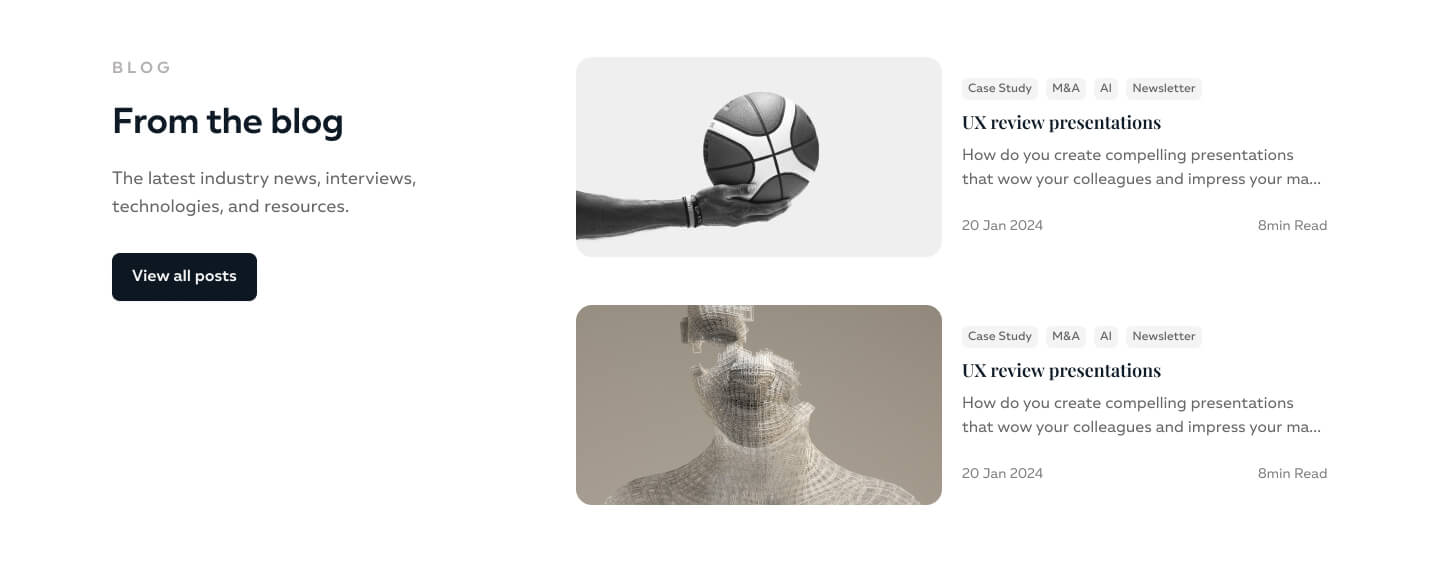 BLOG
From the blog
The latest industry news, interviews,
technologies, and resources.
View all posts
Case Study M&A AI Newsletter
UX review presentations
How do you create compelling presentations
that wow your colleagues and impress your ma...
20 Jan 2024 8min Read
Case Study M&A AI Newsletter
UX review presentations
How do you create compelling presentations
that wow your colleagues and impress your ma...
20 Jan 2024 8min Read